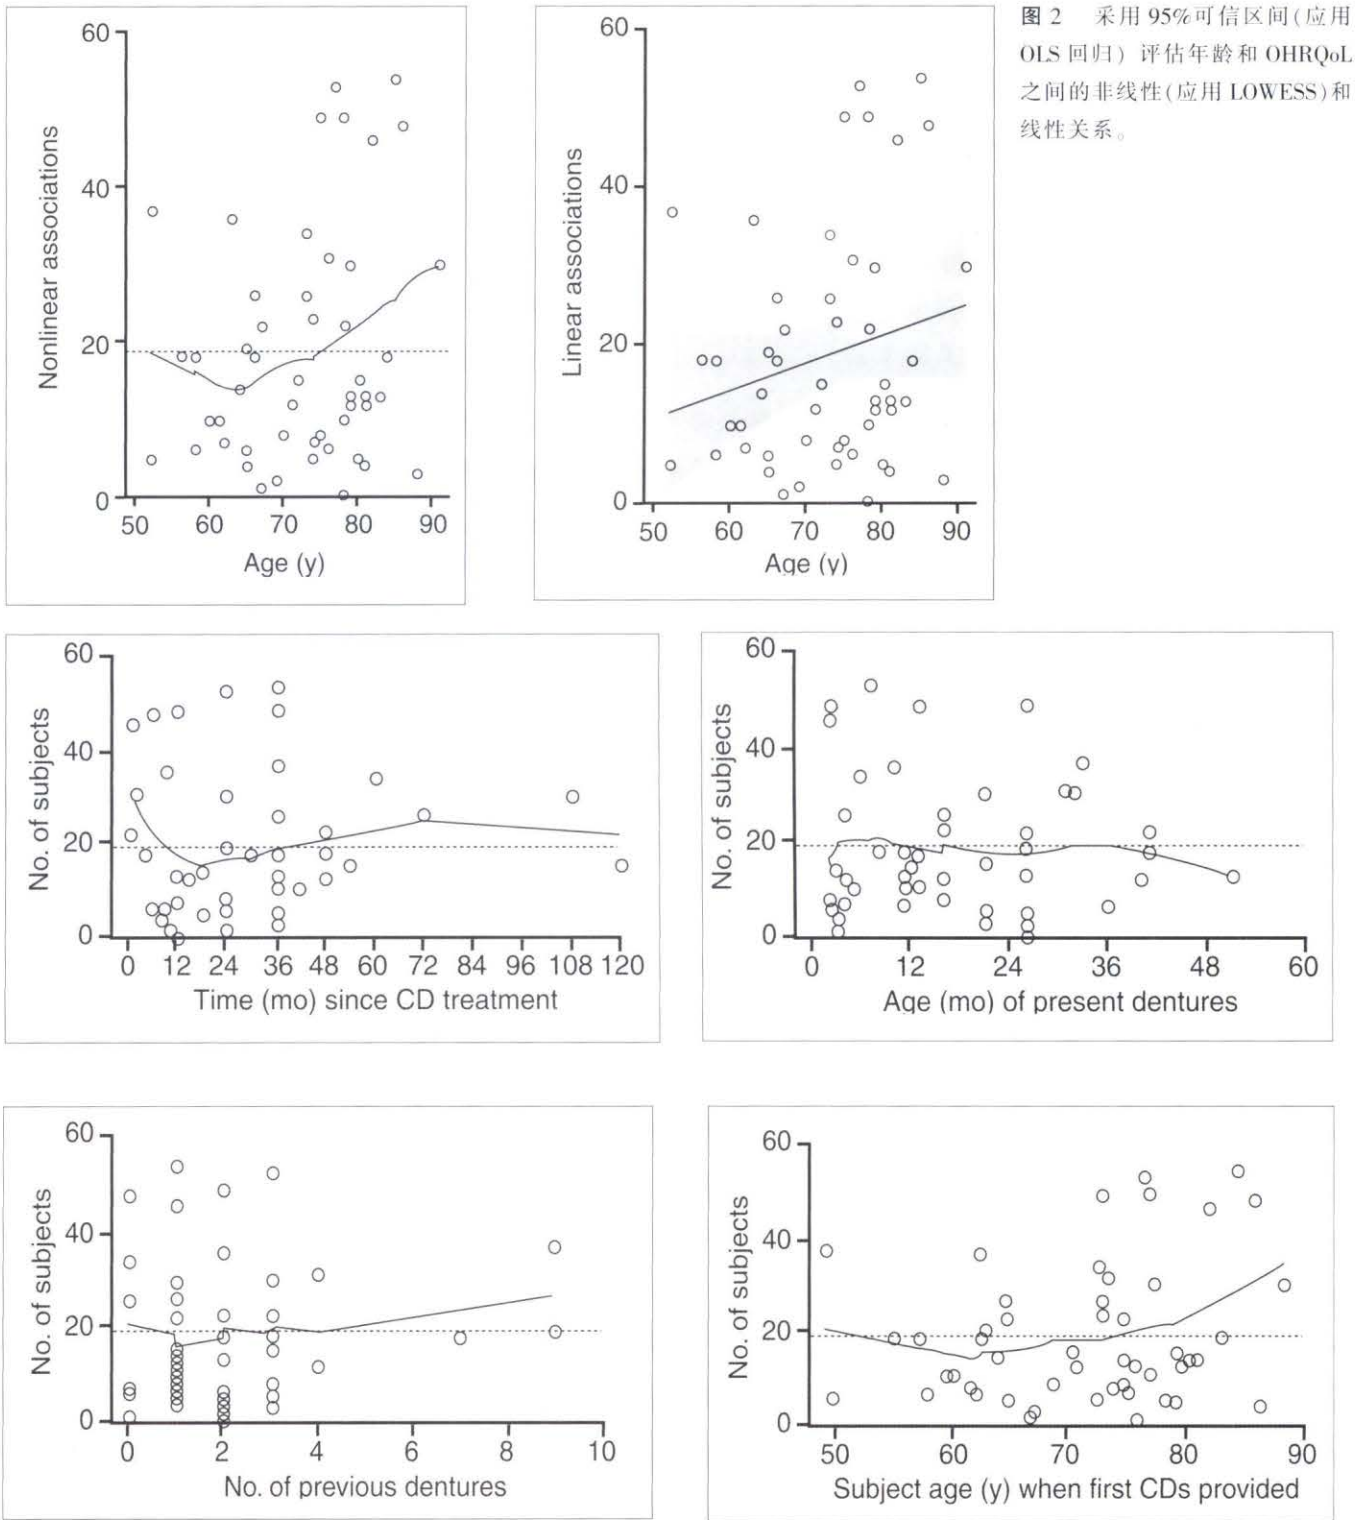 图 2 采用 95%可信区间(应用
OLS 回归) 评估年龄和 OHRQoL
之间的非线性(应用 LOWESS)和
线性关系。
Nonlinear associations
60
40
20
0
50 60 70 80 90
Age (y)
Linear associations
60
40
20
0
50 60 70 80 90
Age (y)
No. of subjects
60
40
20
0
0 12 24 36 48 60 72 84 96 108 120
Time (mo) since CD treatment
No. of subjects
60
40
20
0
0 12 24 36 48 60
Age (mo) of present dentures
No. of subjects
60
40
20
0
0 2 4 6 8 10
No. of previous dentures
No. of subjects
60
40
20
0
50 60 70 80 90
Subject age (y) when first CDs provided